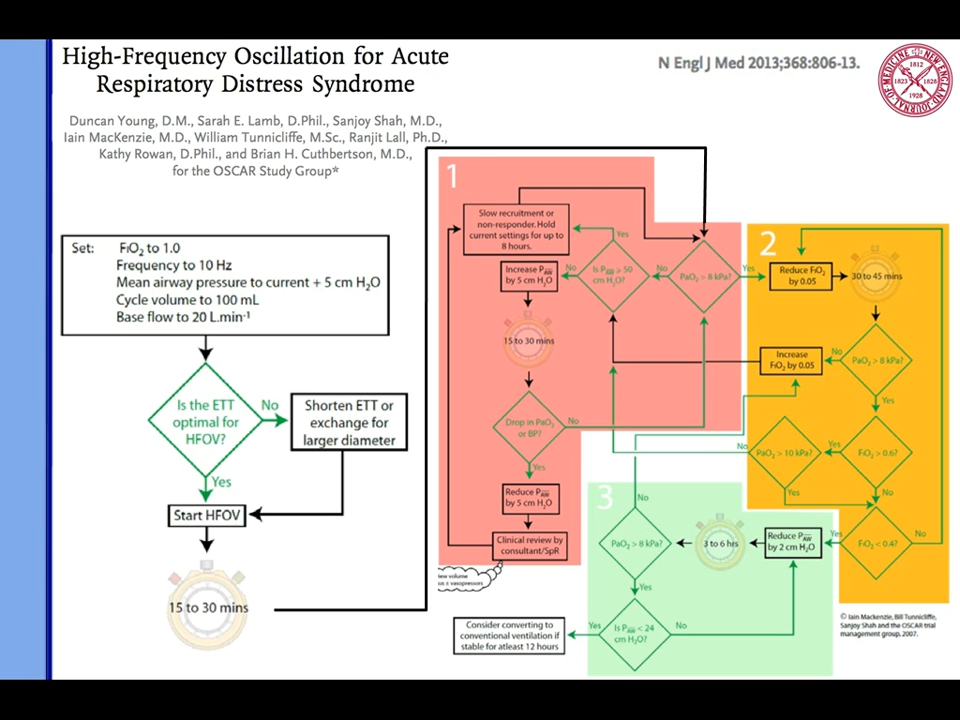 High-Frequency Oscillation for Acute
Respiratory Distress Syndrome
N Engl J Med 2013;368:806-13.
Duncan Young, D.M., Sarah E. Lamb, D.Phil., Sanjoy Shah, M.D.,
Iain MacKenzie, M.D., William Tunnicliffe, M.Sc., Ranjit Lall, Ph.D.,
Kathy Rowan, D.Phil., and Brian H. Cuthbertson, M.D.,
for the OSCAR Study Group*
Set: FiO₂ to 1.0
Frequency to 10 Hz
Mean airway pressure to current + 5 cm H₂O
Cycle volume to 100 mL
Base flow to 20 L.min⁻¹
Is the ETT
optimal for
HFOV?
No
Shorten ETT or
exchange for
larger diameter
Yes
Start HFOV
15 to 30 mins
1
Slow recruitment or
non-responder. Hold
current settings for up to
8 hours.
Yes
Increase PAW
by 5 cm H₂O
No
Is PAW ≥ 50
cm H₂O?
No
PaO₂ > 8 kPa?
Yes
15 to 30 mins
Drop in PaO₂
or BP?
No
Yes
Reduce PAW
by 5 cm H₂O
Clinical review by
consultant/SpR
2
Reduce FiO₂
by 0.05
30 to 45 mins
Increase
FiO₂ by 0.05
No
PaO₂ > 8 kPa?
Yes
No
PaO₂ > 10 kPa?
Yes
FiO₂ > 0.6?
Yes
No
FiO₂ < 0.4?
No
Yes
3
No
PaO₂ > 8 kPa?
3 to 6 hrs
Reduce PAW
by 2 cm H₂O
Yes
Is PAW < 24
cm H₂O?
No
Yes
Consider converting to
conventional ventilation if
stable for atleast 12 hours
© Iain Mackenzie, Bill Tunnicliffe,
Sanjoy Shah and the OSCAR trial
management group, 2007.